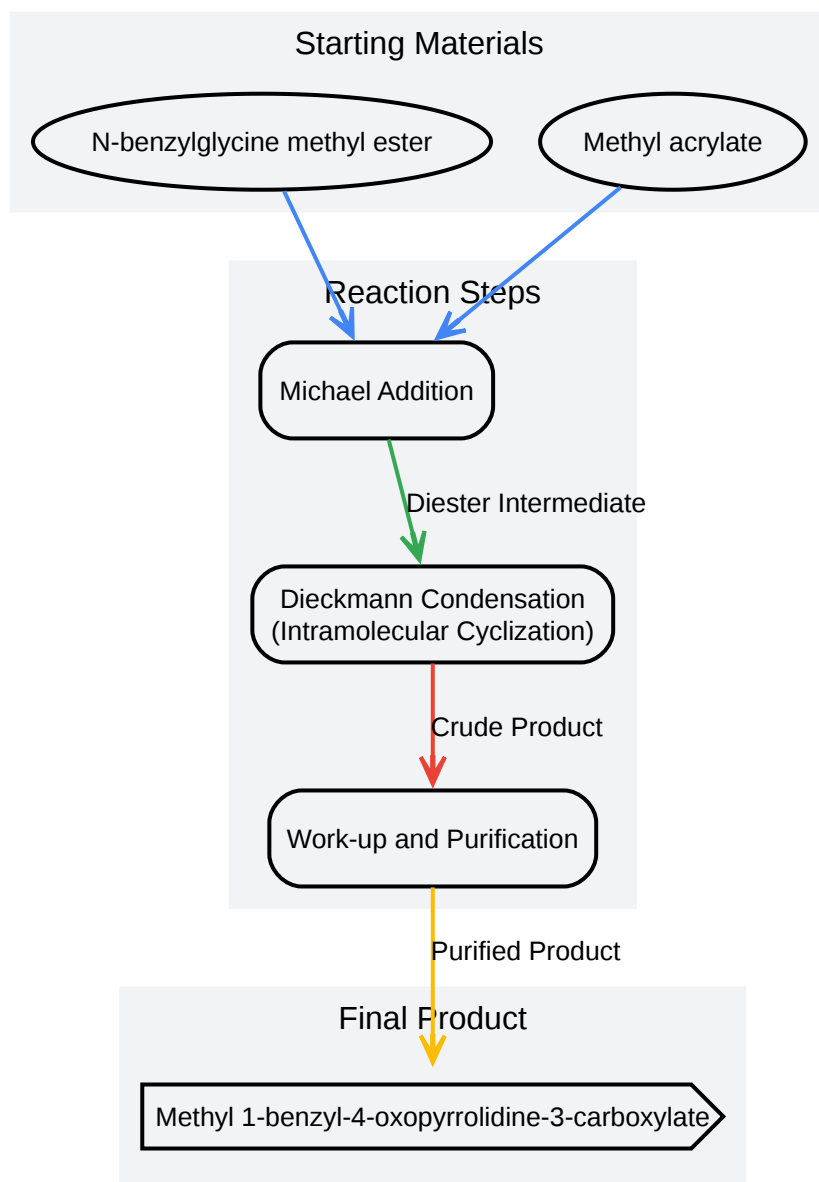 Starting Materials
N-benzylglycine methyl ester
Methyl acrylate
Reaction Steps
Michael Addition
Diester Intermediate
Dieckmann Condensation
(Intramolecular Cyclization)
Crude Product
Work-up and Purification
Purified Product
Final Product
Methyl 1-benzyl-4-oxopyrrolidine-3-carboxylate